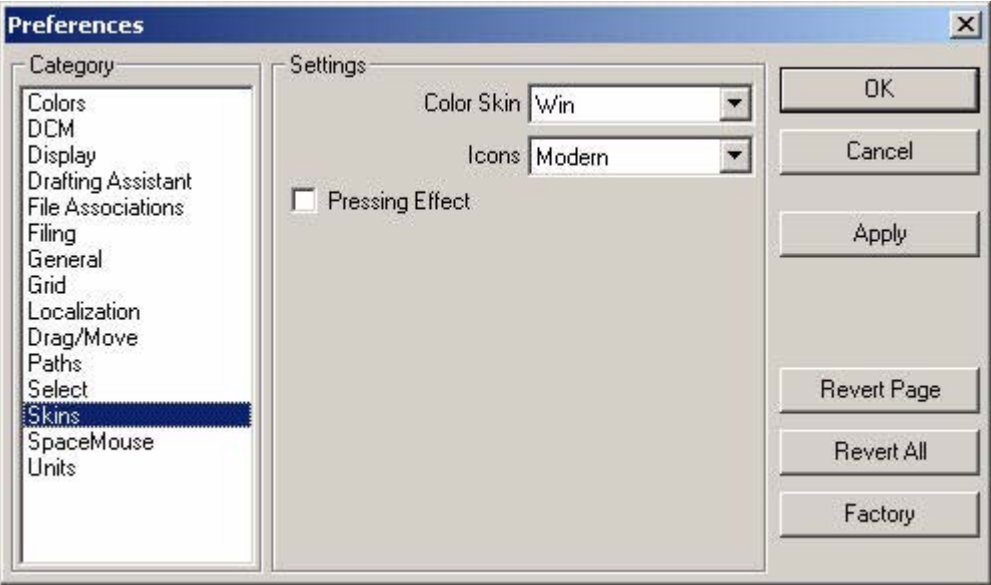 Preferences
Category
Colors
DCM
Display
Drafting Assistant
File Associations
Filing
General
Grid
Localization
Drag/Move
Paths
Select
Skins
SpaceMouse
Units
Settings
Color Skin Win
Icons Modern
Pressing Effect
OK
Cancel
Apply
Revert Page
Revert All
Factory